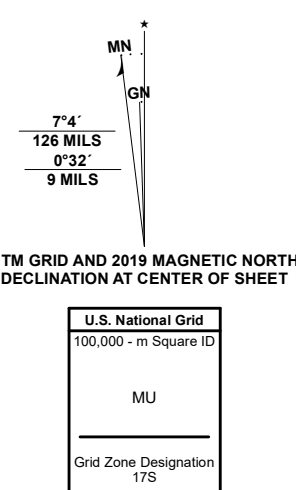 MN
GN
7°4´
126 MILS
0°32´
9 MILS
TM GRID AND 2019 MAGNETIC NORTH
DECLINATION AT CENTER OF SHEET
U.S. National Grid
100,000 - m Square ID
MU
Grid Zone Designation
17S